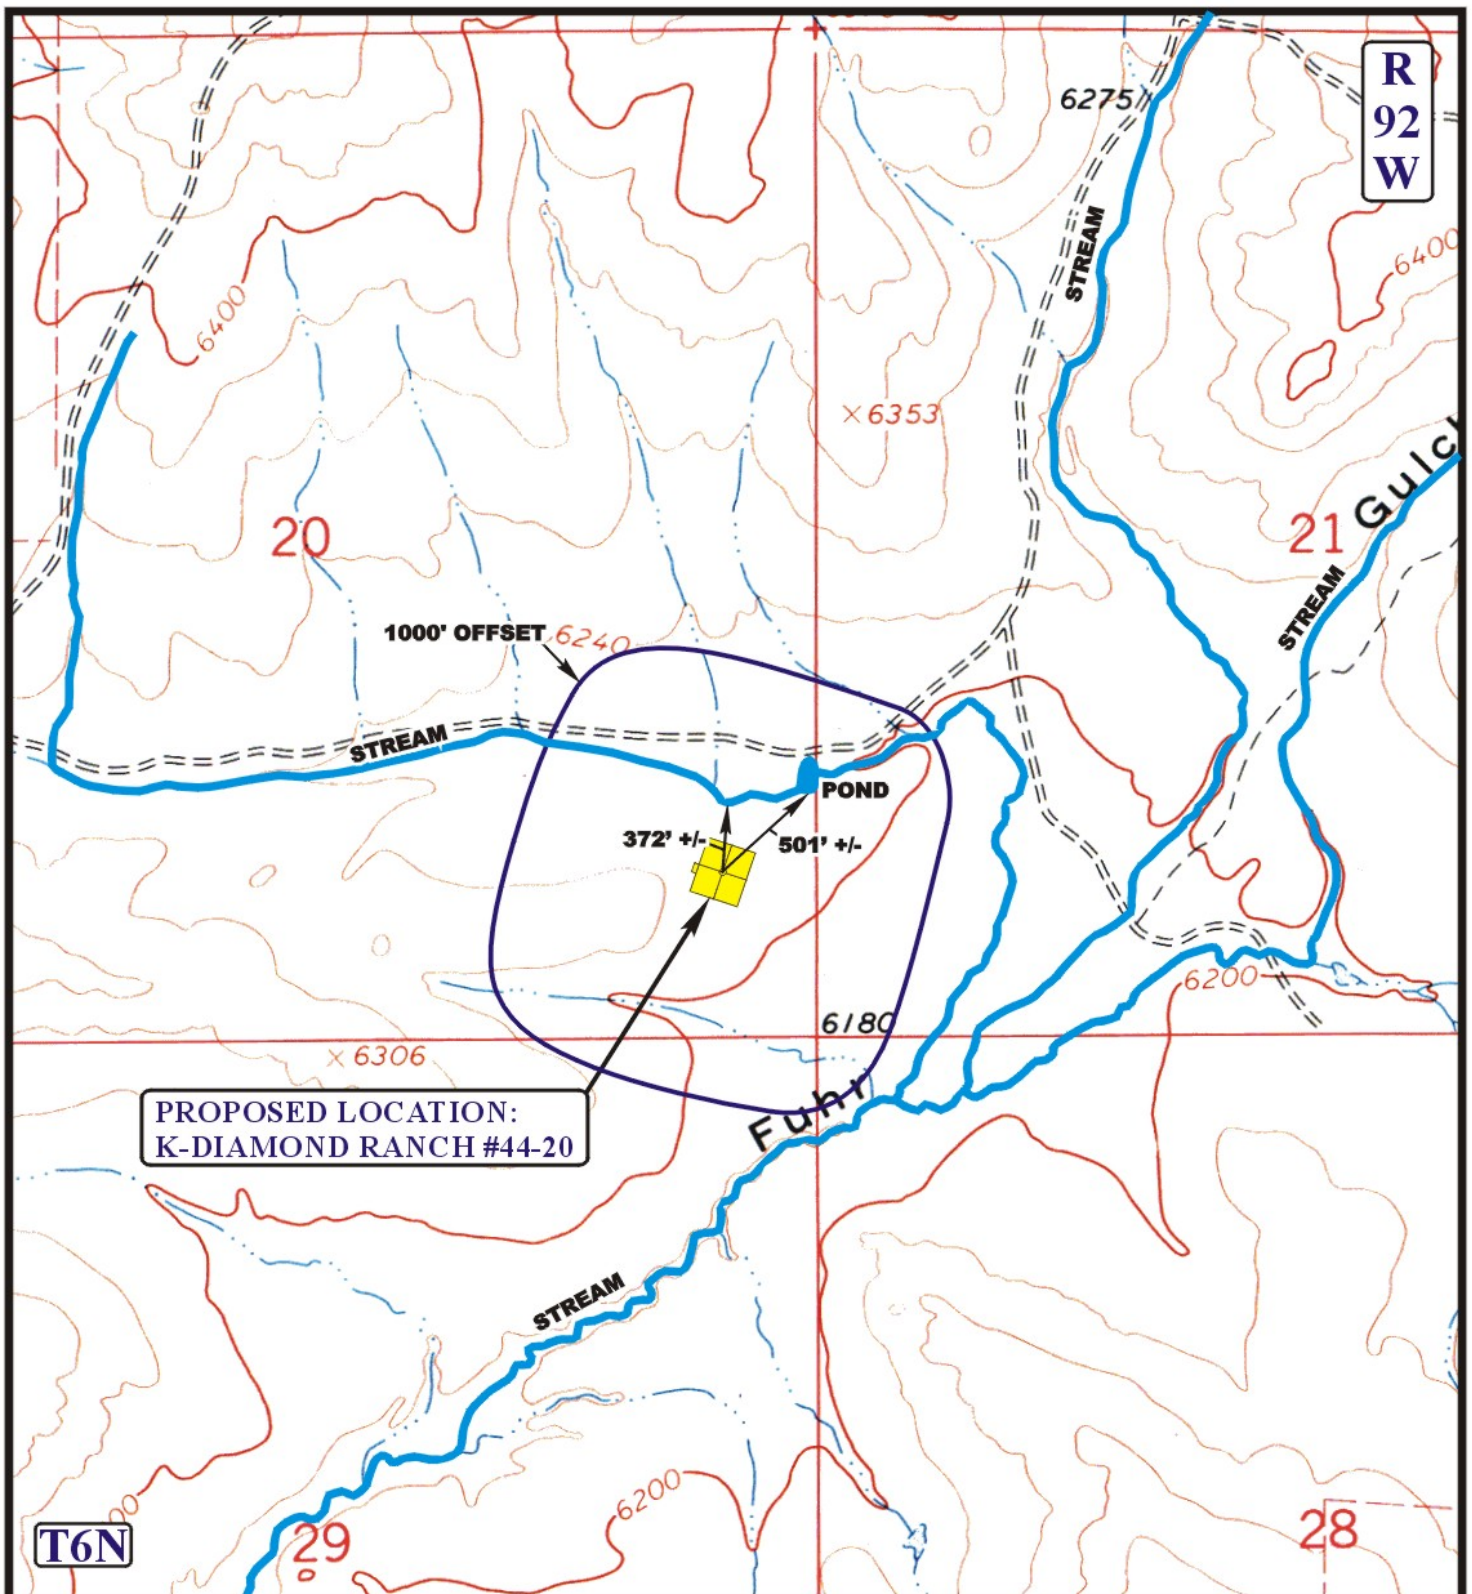 R
92
W
6275
STREAM
6400
6400
6353
Gulch
20
21
STREAM
1000' OFFSET
6240
STREAM
POND
372' +/-
501' +/-
6200
6180
6306
Fuhr
PROPOSED LOCATION:
K-DIAMOND RANCH #44-20
STREAM
6200
T6N
29
28